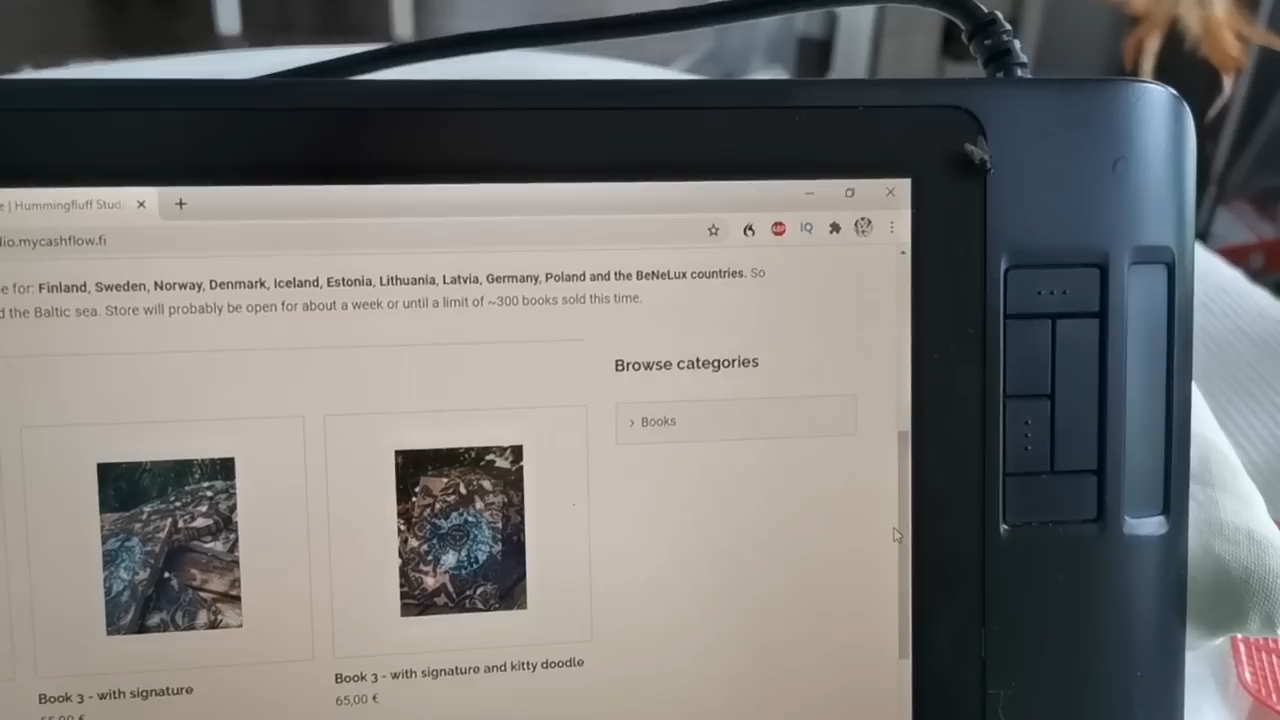 e | Hummingfluff Stud
lio.mycashflow.fi
ABP
IQ
e for: Finland, Sweden, Norway, Denmark, Iceland, Estonia, Lithuania, Latvia, Germany, Poland and the BeNeLux countries. So
d the Baltic sea. Store will probably be open for about a week or until a limit of ~300 books sold this time.
Browse categories
Books
Book 3 - with signature
Book 3 - with signature and kitty doodle
65,00 €